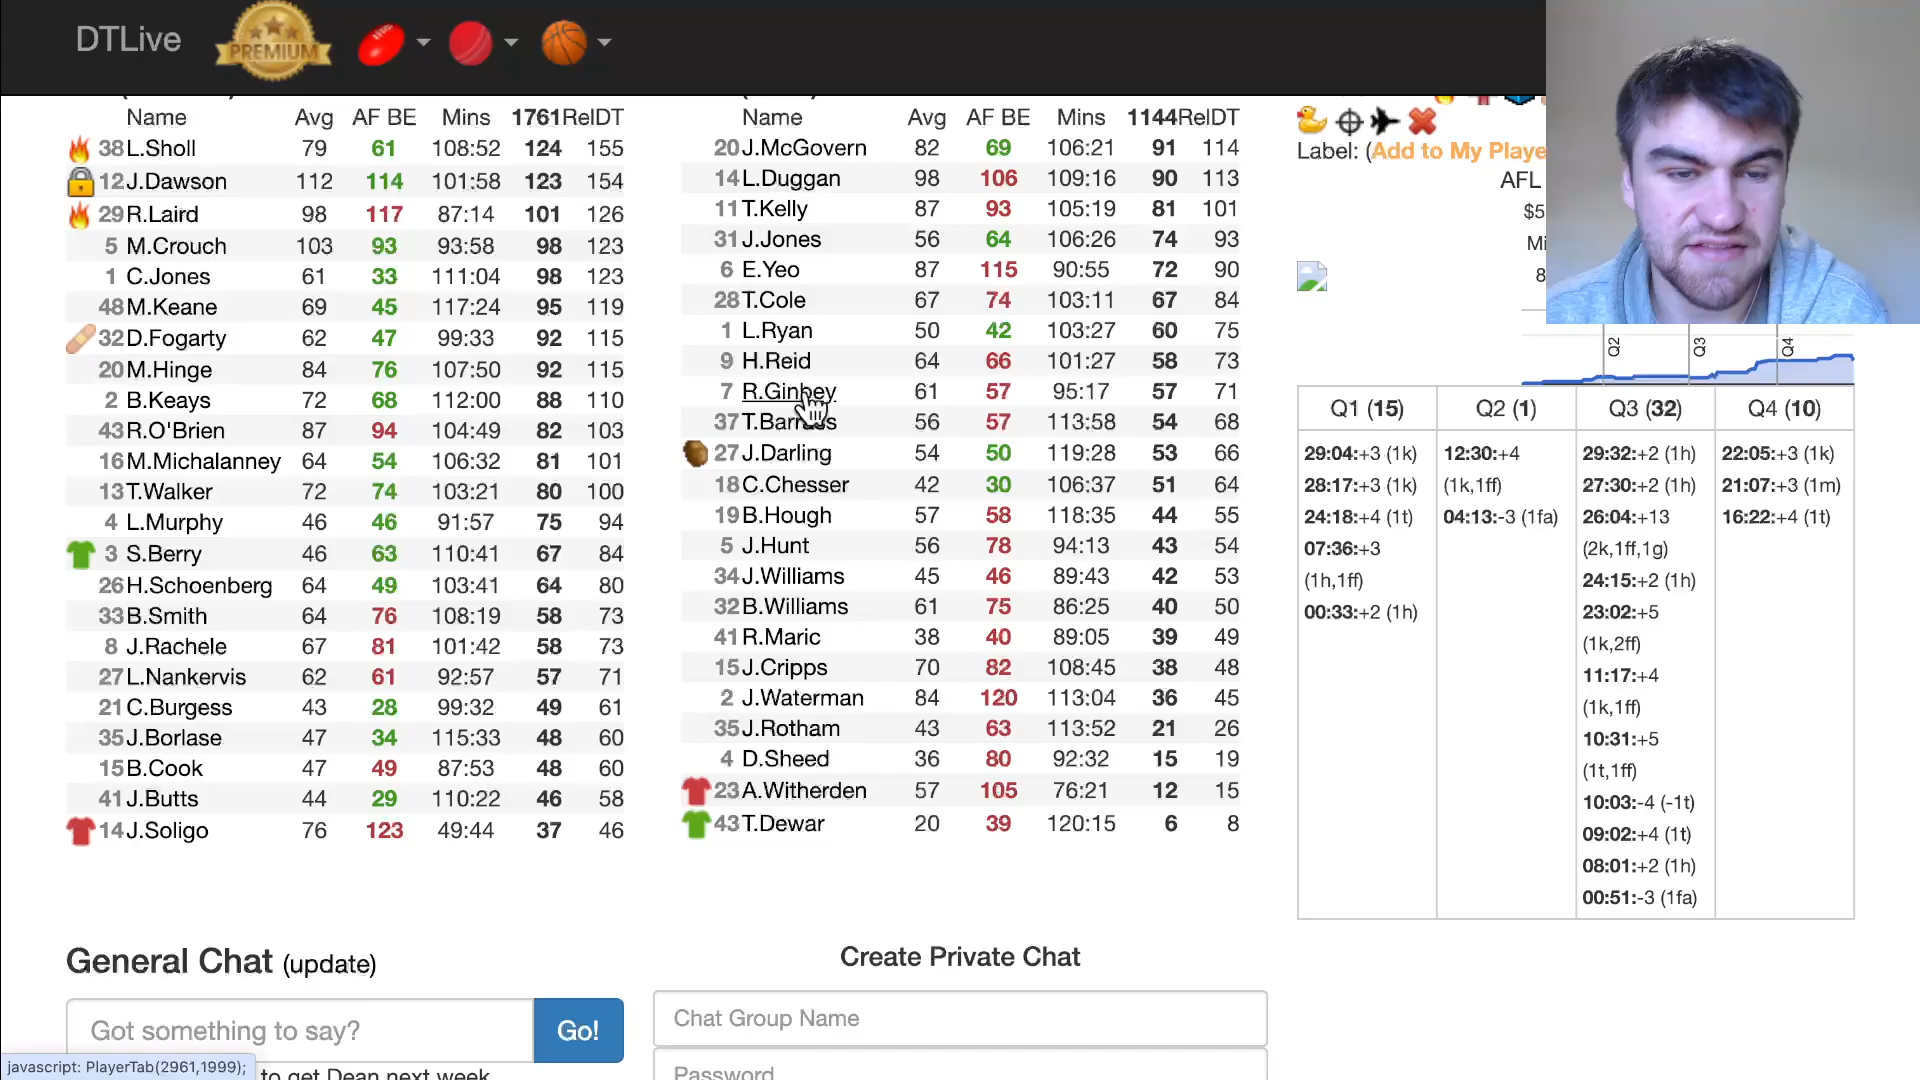 DTLive
PREMIUM
Name Avg AF BE Mins 1761 RelDT
38 L.Sholl 79 61 108:52 124 155
12 J.Dawson 112 114 101:58 123 154
29 R.Laird 98 117 87:14 101 126
5 M.Crouch 103 93 93:58 98 123
1 C.Jones 61 33 111:04 98 123
48 M.Keane 69 45 117:24 95 119
32 D.Fogarty 62 47 99:33 92 115
20 M.Hinge 84 76 107:50 92 115
2 B.Keays 72 68 112:00 88 110
43 R.O'Brien 87 94 104:49 82 103
16 M.Michalanney 64 54 106:32 81 101
13 T.Walker 72 74 103:21 80 100
4 L.Murphy 46 46 91:57 75 94
3 S.Berry 46 63 110:41 67 84
26 H.Schoenberg 64 49 103:41 64 80
33 B.Smith 64 76 108:19 58 73
8 J.Rachele 67 81 101:42 58 73
27 L.Nankervis 62 61 92:57 57 71
21 C.Burgess 43 28 99:32 49 61
35 J.Borlase 47 34 115:33 48 60
15 B.Cook 47 49 87:53 48 60
41 J.Butts 44 29 110:22 46 58
14 J.Soligo 76 123 49:44 37 46
Name Avg AF BE Mins 1144 RelDT
20 J.McGovern 82 69 106:21 91 114
14 L.Duggan 98 106 109:16 90 113
11 T.Kelly 87 93 105:19 81 101
31 J.Jones 56 64 106:26 74 93
6 E.Yeo 87 115 90:55 72 90
28 T.Cole 67 74 103:11 67 84
1 L.Ryan 50 42 103:27 60 75
9 H.Reid 64 66 101:27 58 73
7 R.Ginbey 61 57 95:17 57 71
37 56 57 113:58 54 68
27 J.Darling 54 50 119:28 53 66
18 C.Chesser 42 30 106:37 51 64
19 B.Hough 57 58 118:35 44 55
5 J.Hunt 56 78 94:13 43 54
34 J.Williams 45 46 89:43 42 53
32 B.Williams 61 75 86:25 40 50
41 R.Maric 38 40 89:05 39 49
15 J.Cripps 70 82 108:45 38 48
2 J.Waterman 84 120 113:04 36 45
35 J.Rotham 43 63 113:52 21 26
4 D.Sheed 36 80 92:32 15 19
23 A.Witherden 57 105 76:21 12 15
43 T.Dewar 20 39 120:15 6 8
Label: (Add to My Playe
AFL
$5
Mi
8
Q2 Q3 Q4
Q1 (15) Q2 (1) Q3 (32) Q4 (10)
29:04:+3 (1k)
28:17:+3 (1k)
24:18:+4 (1t)
07:36:+3
(1h,1ff)
00:33:+2 (1h)
12:30:+4
(1k,1ff)
04:13:-3 (1fa)
29:32:+2 (1h)
27:30:+2 (1h)
26:04:+13
(2k,1ff,1g)
24:15:+2 (1h)
23:02:+5
(1k,2ff)
11:17:+4
(1k,1ff)
10:31:+5
(1t,1ff)
10:03:-4 (-1t)
09:02:+4 (1t)
08:01:+2 (1h)
00:51:-3 (1fa)
22:05:+3 (1k)
21:07:+3 (1m)
16:22:+4 (1t)
General Chat (update)
Got something to say?
Go!
Create Private Chat
Chat Group Name
Password
javascript: PlayerTab(2961,1999);
to get Dean next week